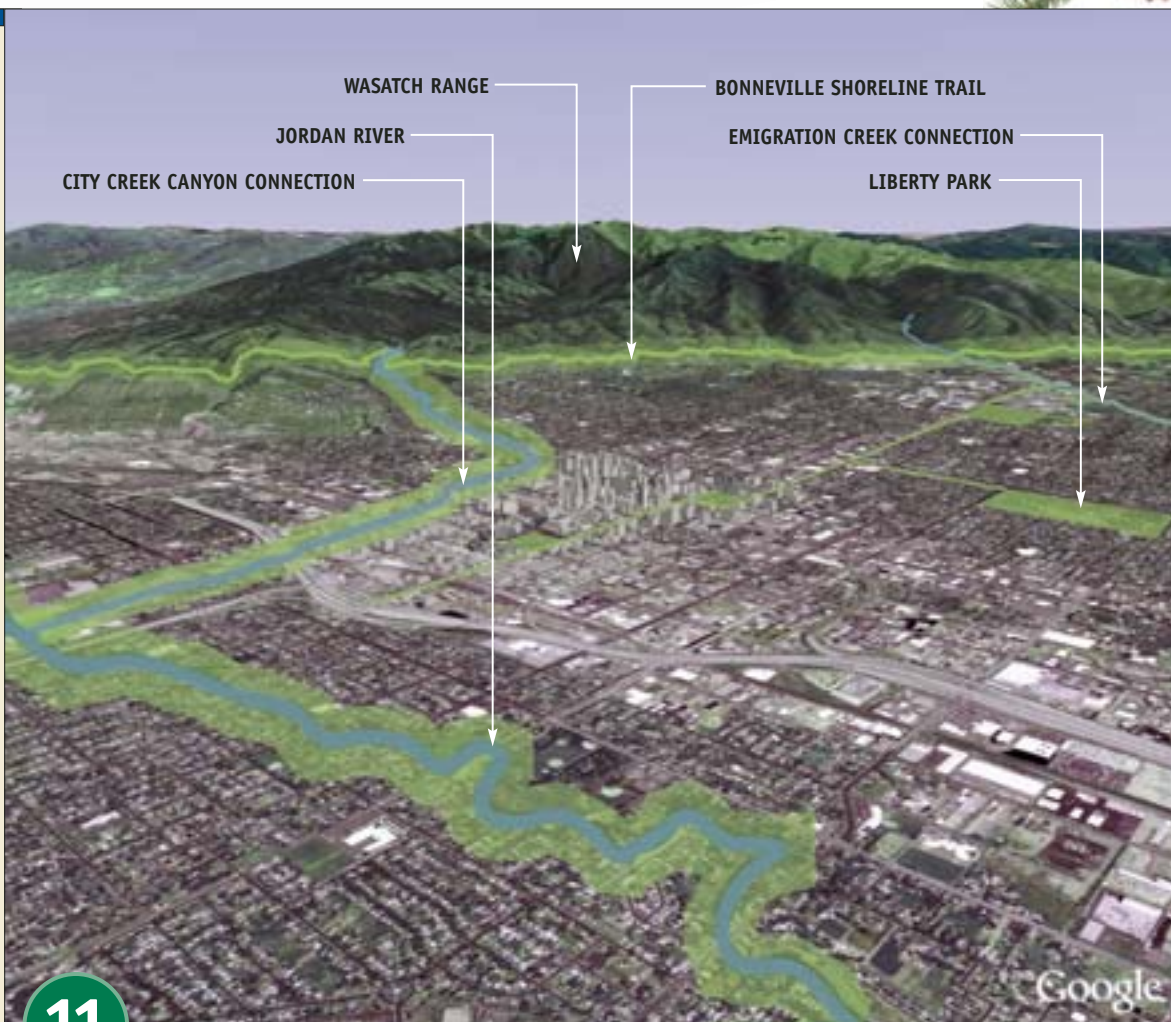 WASATCH RANGE
BONNEVILLE SHORELINE TRAIL
JORDAN RIVER
EMIGRATION CREEK CONNECTION
CITY CREEK CANYON CONNECTION
LIBERTY PARK
Google
11